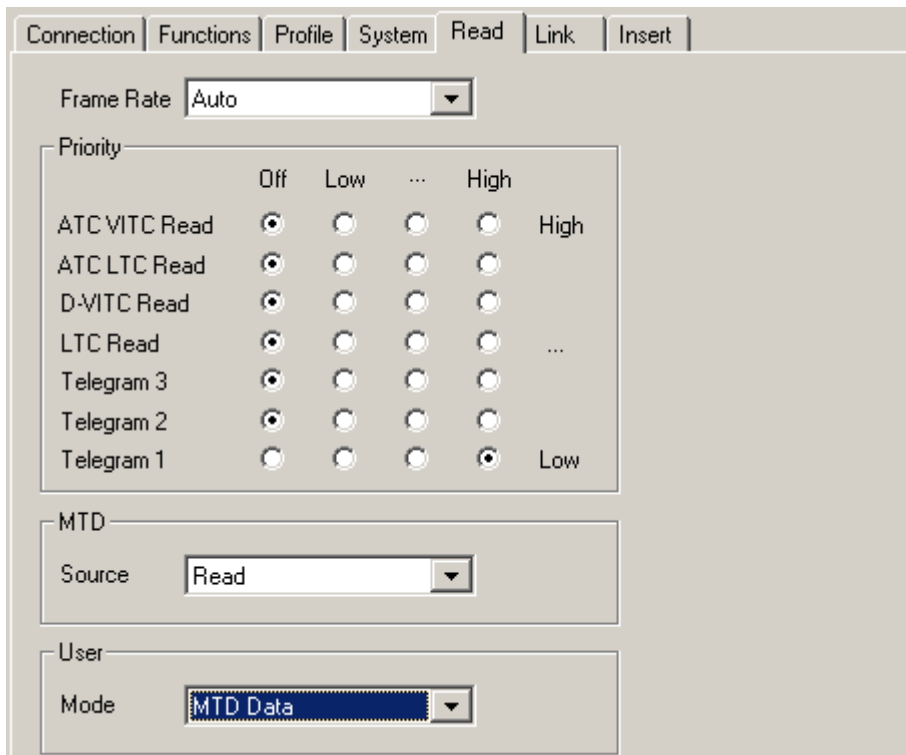 Connection Functions Profile System Read Link Insert
Frame Rate Auto
Priority
Off Low ... High
ATC VITC Read High
ATC LTC Read
D-VITC Read
LTC Read ...
Telegram 3
Telegram 2
Telegram 1 Low
MTD
Source Read
User
Mode MTD Data